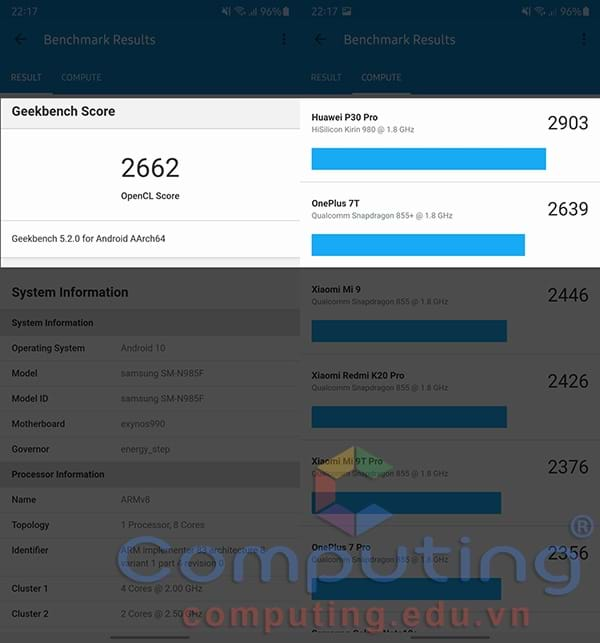 22:17
96%
Benchmark Results
RESULT
COMPUTE
Geekbench Score
2662
OpenCL Score
Geekbench 5.2.0 for Android AArch64
System Information
System Information
Operating System Android 10
Model samsung SM-N985F
Model ID samsung SM-N985F
Motherboard exynos990
Governor energy_step
Processor Information
Name ARMv8
Topology 1 Processor, 8 Cores
Identifier ARM implementer 83 architecture 8
variant 1 part 4 revision 0
Cluster 1 4 Cores @ 2.00 GHz
Cluster 2 2 Cores @ 2.50 GHz
22:17
96%
Benchmark Results
RESULT
COMPUTE
Huawei P30 Pro 2903
HiSilicon Kirin 980 @ 1.8 GHz
OnePlus 7T 2639
Qualcomm Snapdragon 855+ @ 1.8 GHz
Xiaomi Mi 9 2446
Qualcomm Snapdragon 855 @ 1.8 GHz
Xiaomi Redmi K20 Pro 2426
Qualcomm Snapdragon 855 @ 1.8 GHz
Xiaomi Mi 9T Pro 2376
Qualcomm Snapdragon 855 @ 1.8 GHz
OnePlus 7 Pro 2356
Qualcomm Snapdragon 855 @ 1.8 GHz
Computing®
computing.edu.vn